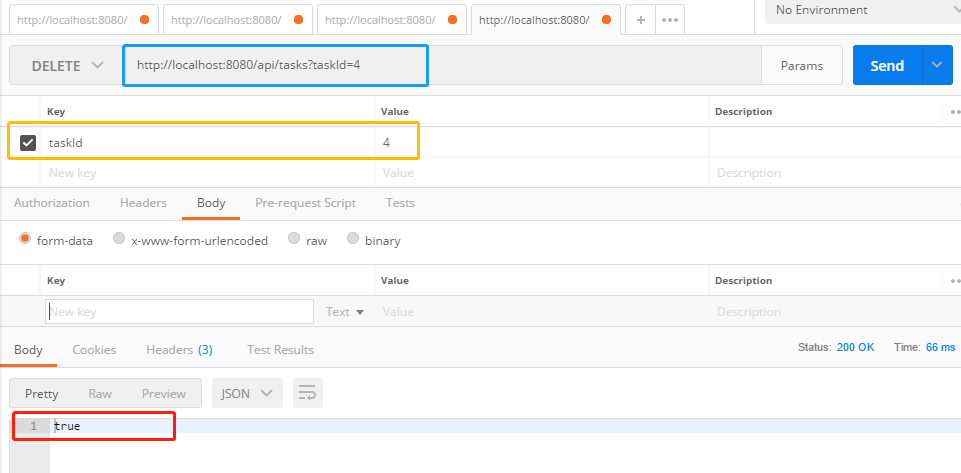 http://localhost:8080/ http://localhost:8080/ http://localhost:8080/ http://localhost:8080/ + ••• No Environment
DELETE http://localhost:8080/api/tasks?taskId=4 Params Send
Key Value Description
taskId 4
New key Value Description
Authorization Headers Body Pre-request Script Tests
form-data x-www-form-urlencoded raw binary
Key Value Description
New key Text Value Description
Body Cookies Headers (3) Test Results Status: 200 OK Time: 66 ms
Pretty Raw Preview JSON
1 true